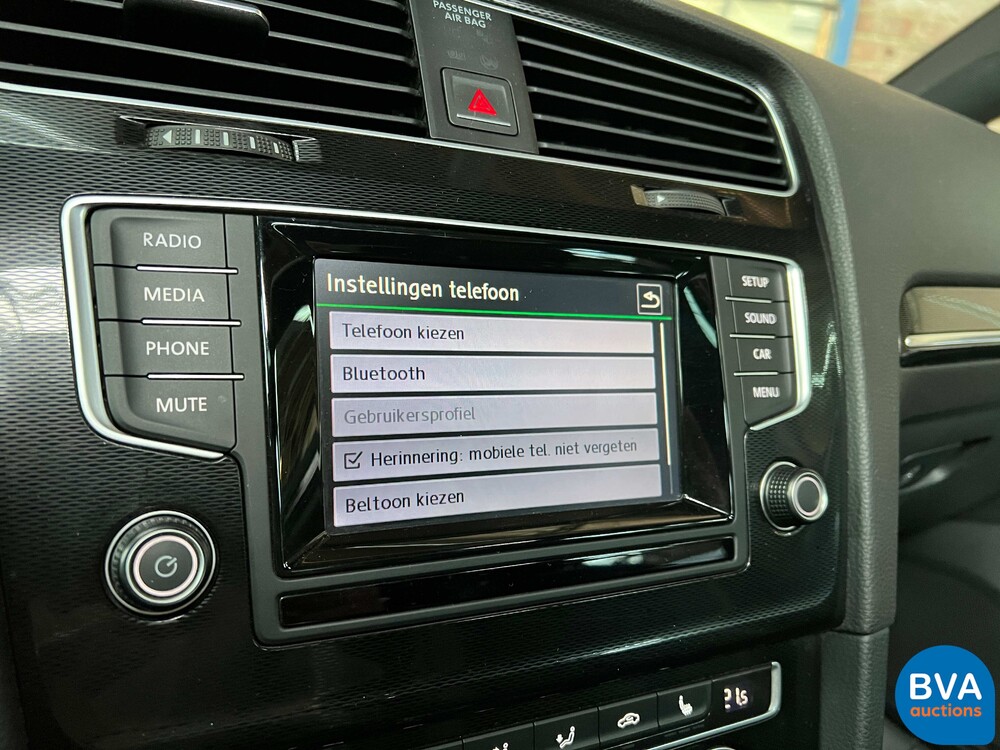 PASSENGER
AIR BAG
RADIO
MEDIA
PHONE
MUTE
Instellingen telefoon
Telefoon kiezen
Bluetooth
Gebruikersprofiel
Herinnering: mobiele tel. niet vergeten
Beltoon kiezen
SETUP
SOUND
CAR
MENU
BVA
auctions